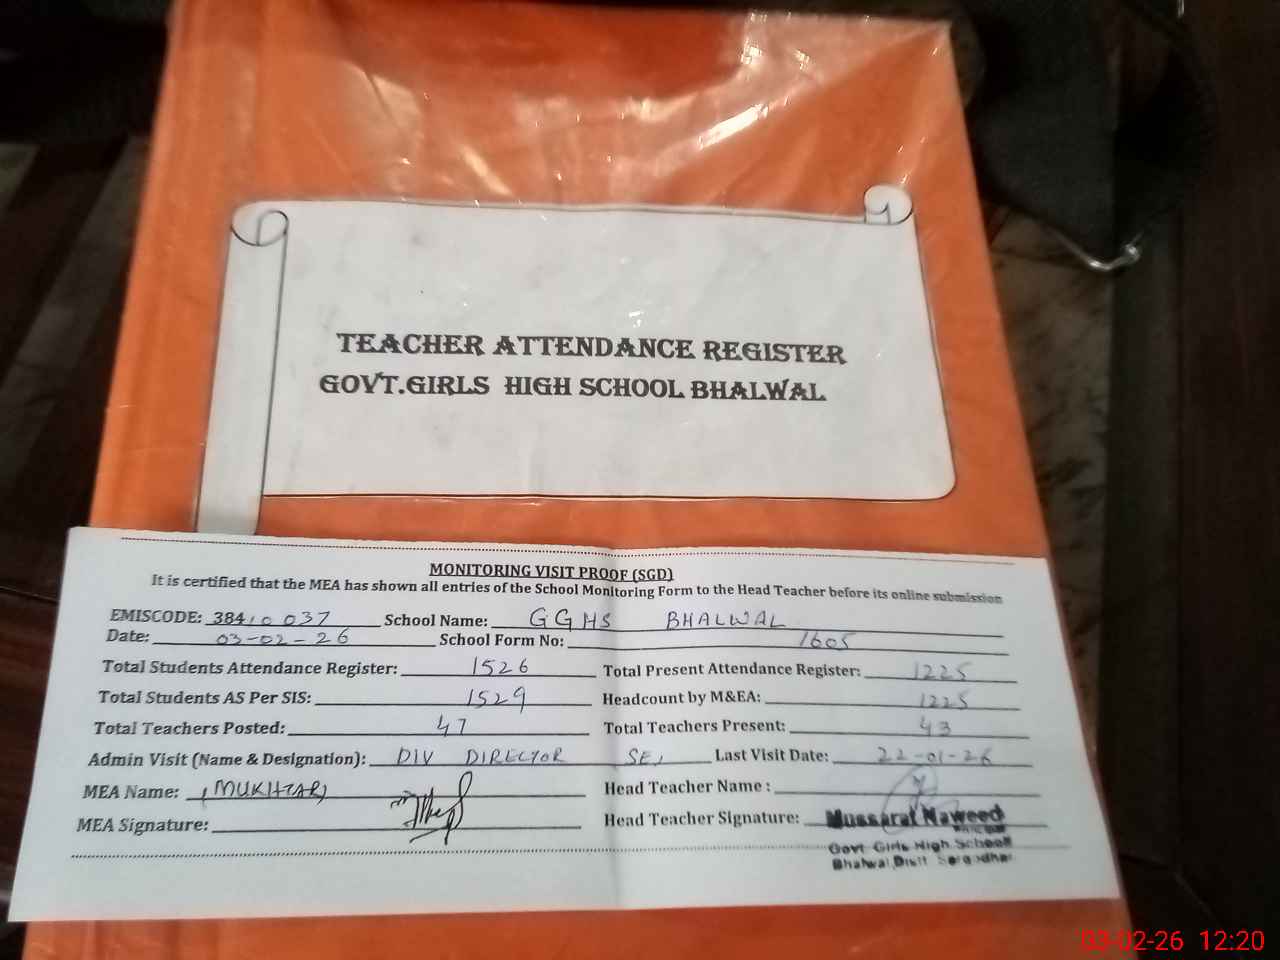 TEACHER ATTENDANCE REGISTER
GOVT.GIRLS HIGH SCHOOL BHALWAL
MONITORING VISIT PROOF (SGD)
It is certified that the MEA has shown all entries of the School Monitoring Form to the Head Teacher before its online submission
EMISCODE: 38410037 School Name: GGHS BHALWAL
Date: 03-02-26 School Form No: 1605
Total Students Attendance Register: 1526 Total Present Attendance Register: 1225
Total Students AS Per SIS: 1529 Headcount by M&EA: 1225
Total Teachers Posted: 47 Total Teachers Present: 43
Admin Visit (Name & Designation): DIV DIRECTOR SE, Last Visit Date: 22-01-26
MEA Name: (MUKHTAR) Head Teacher Name :
MEA Signature: Head Teacher Signature:
Mussarat Naweed
Govt Girls High School
Bhalwal Distt Sargodha
03-02-26 12:20